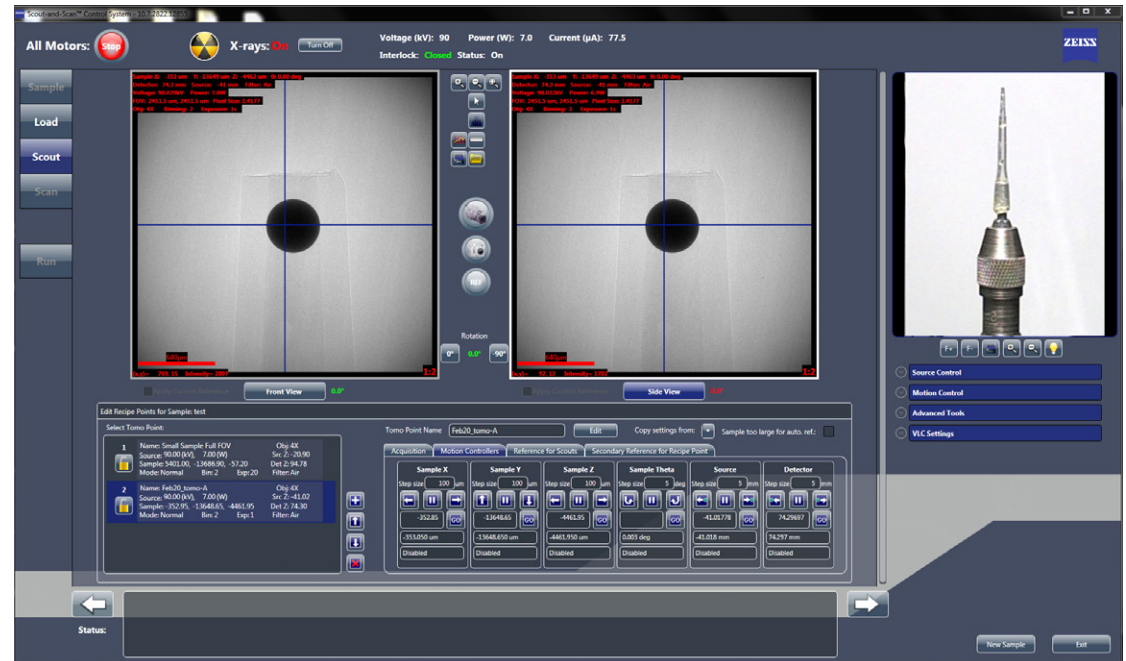 Scout-and-Scan™ Control System - 10.7.2822.12855
All Motors: Stop X-rays: On Turn Off
Voltage (kV): 90 Power (W): 7.0 Current (µA): 77.5
Interlock: Closed Status: On
ZEISS
Sample
Load
Scout
Scan
Run
REF
Rotation
0° 0.0° -90°
640µm
1:2
1:2
Front View 0.0°
Side View
F+ F-
Source Control
Motion Control
Advanced Tools
VLC Settings
Edit Recipe Points for Sample: test
Select Tomo Point:
1 Name: Small Sample Full FOV Obj: 4X
Source: 90.00 (kV), 7.00 (W) Src Z: -20.90
Sample: 5401.00, -13686.90, -57.20 Det Z: 94.78
Mode: Normal Bin: 2 Exp: 20 Filter: Air
2 Name: Feb20_tomo-A Obj: 4X
Source: 90.00 (kV), 7.00 (W) Src Z: -41.02
Sample: -352.95, -13648.65, -4461.95 Det Z: 74.30
Mode: Normal Bin: 2 Exp: 1 Filter: Air
Tomo Point Name Feb20_tomo-A Edit Copy settings from: Sample too large for auto. ref.:
Acquisition Motion Controllers Reference for Scouts Secondary Reference for Recipe Point
Sample X Sample Y Sample Z Sample Theta Source Detector
Step size 100 um Step size 100 um Step size 100 um Step size 5 deg Step size 5 mm Step size 5 mm
-352.85 GO -13648.65 GO -4461.95 GO GO -41.01778 GO 74.29697 GO
-353.050 um -13648.650 um -4461.950 um 0.003 deg -41.018 mm 74.297 mm
Disabled Disabled Disabled Disabled Disabled Disabled
Status:
New Sample Exit